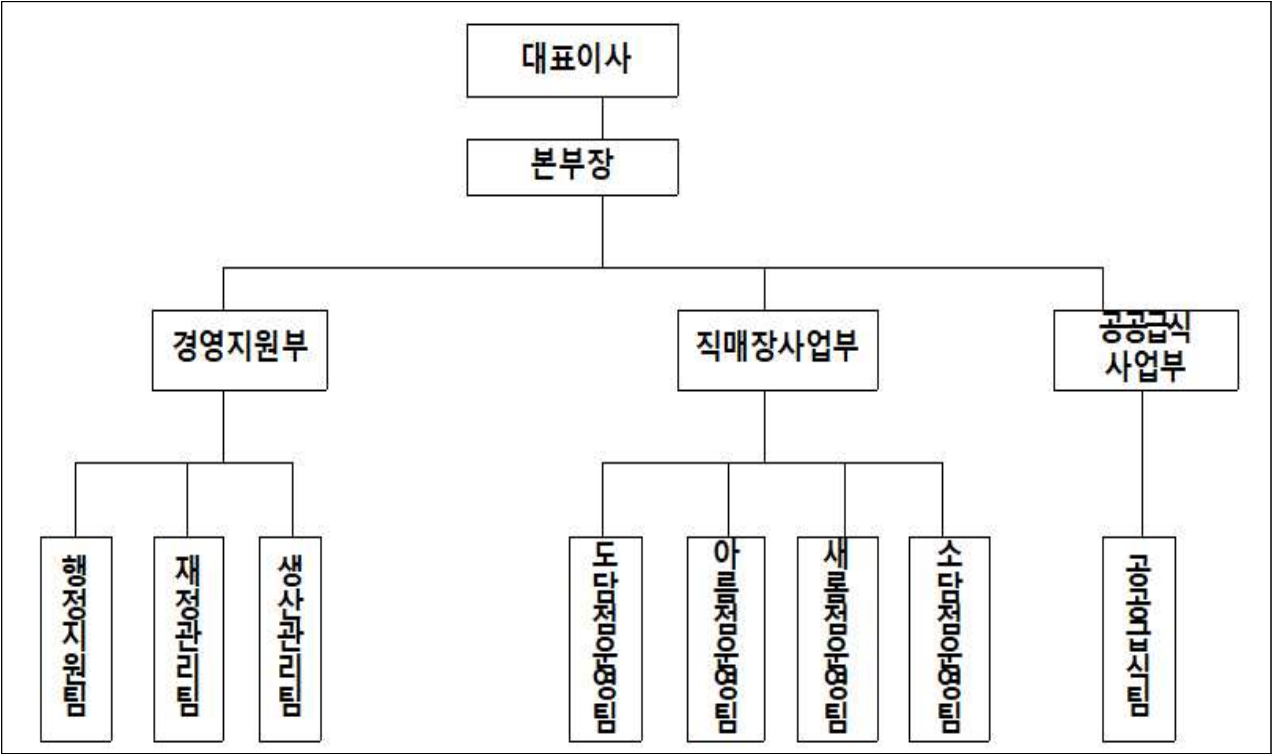 대표이사
본부장
경영지원부
직매장사업부
공공급식
사업부
행정지원팀
재정관리팀
생산관리팀
도담점운영팀
아름점운영팀
새롬점운영팀
소담점운영팀
공공급식팀